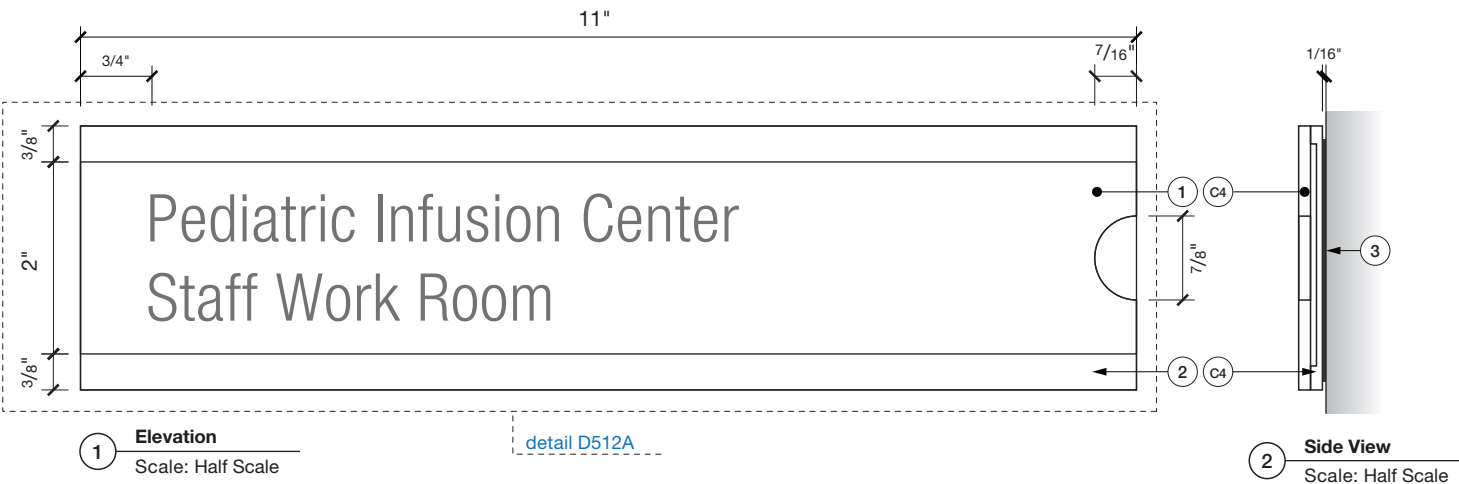 11"
3/4"
7/16"
1/16"
3/8"
2"
3/8"
Pediatric Infusion Center
Staff Work Room
1 C4
7/8"
3
2 C4
1 Elevation
Scale: Half Scale
detail D512A
2 Side View
Scale: Half Scale